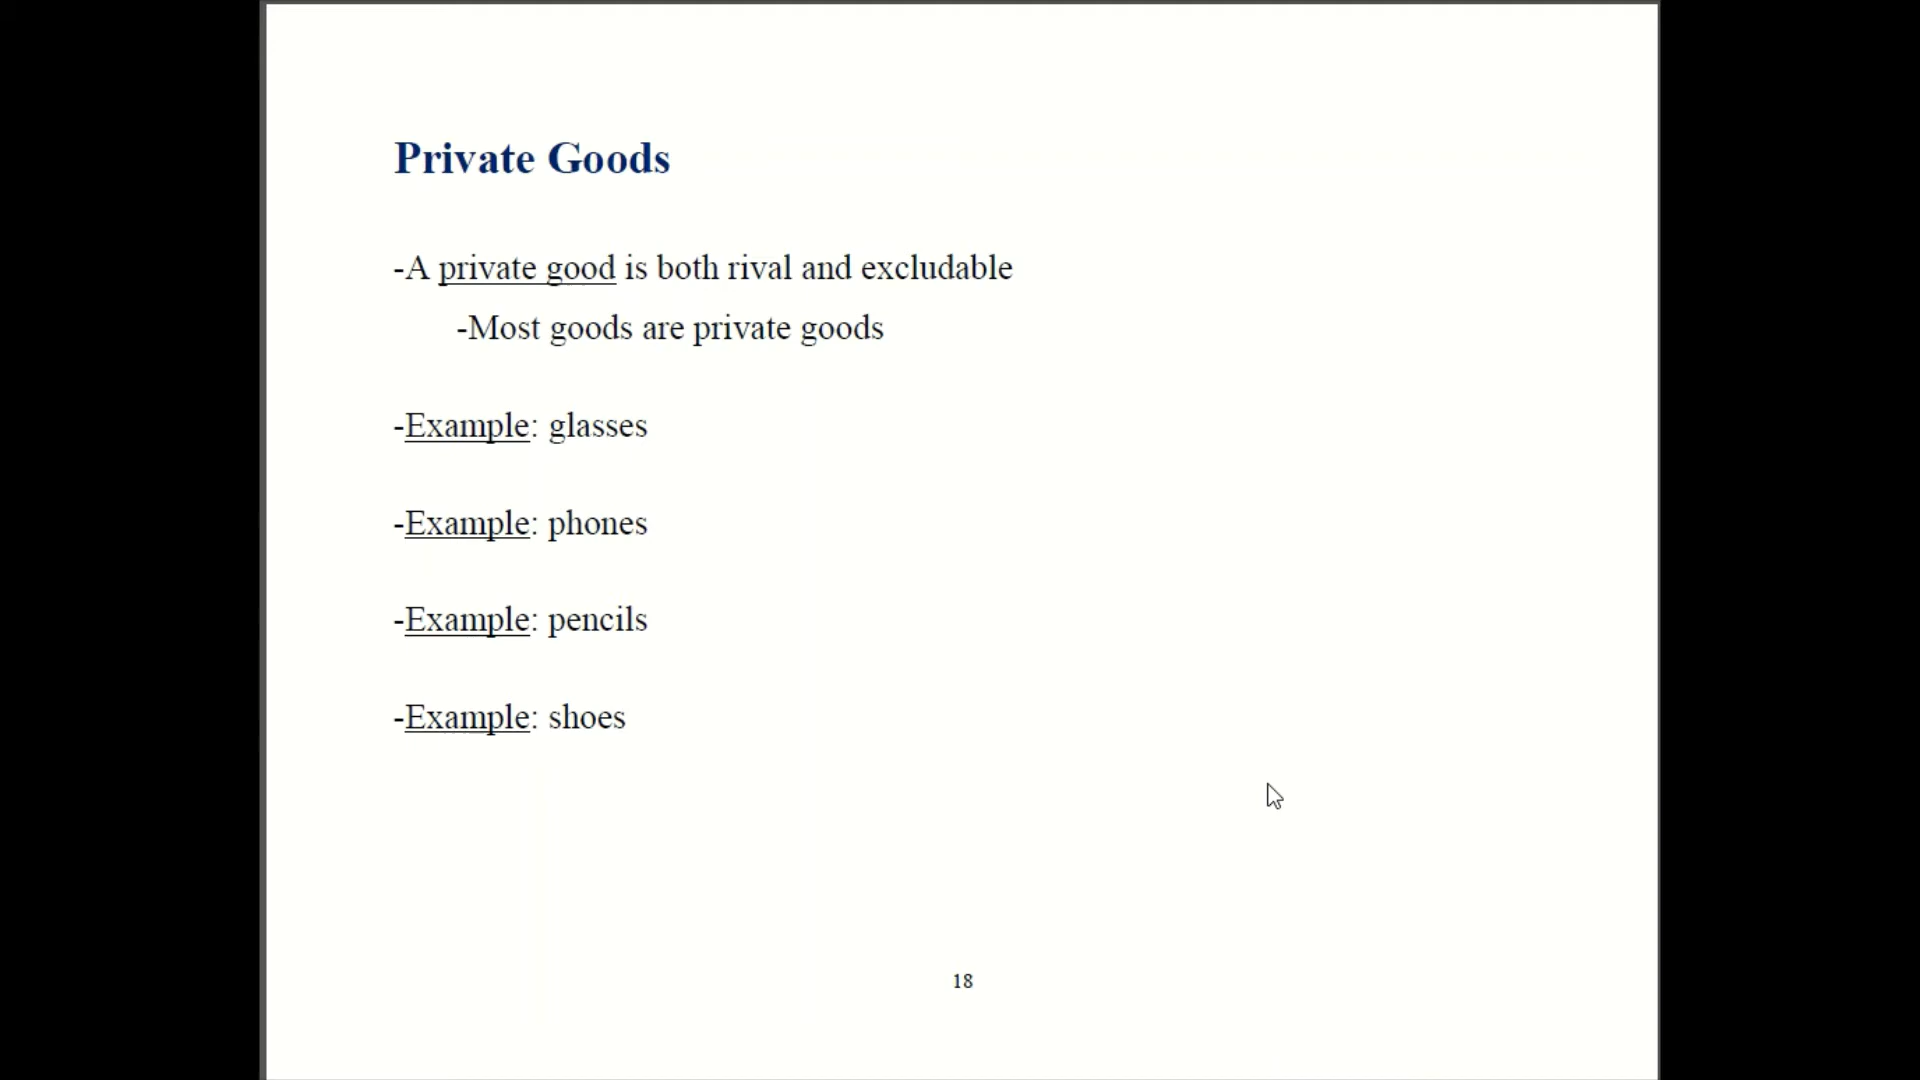 Private Goods
-A private good is both rival and excludable
-Most goods are private goods
-Example: glasses
-Example: phones
-Example: pencils
-Example: shoes
18